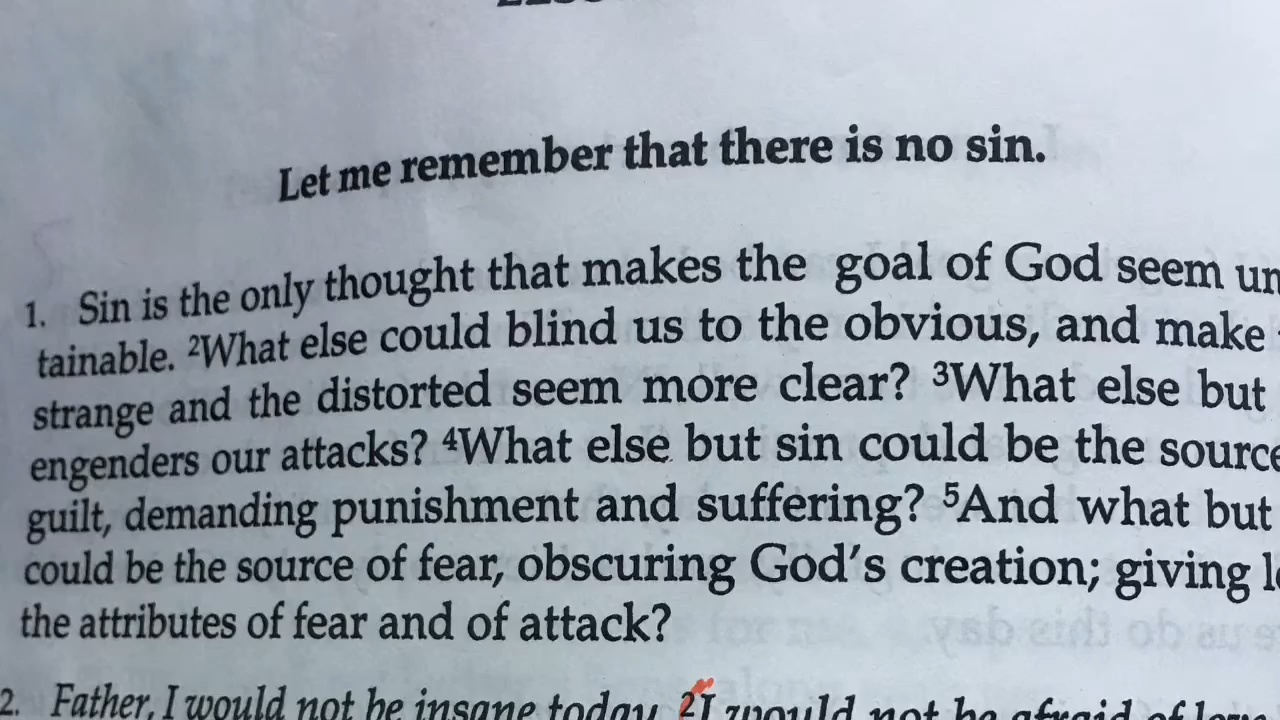 Let me remember that there is no sin.
1. Sin is the only thought that makes the goal of God seem un
tainable. ²What else could blind us to the obvious, and make
strange and the distorted seem more clear? ³What else but
engenders our attacks? ⁴What else but sin could be the source
guilt, demanding punishment and suffering? ⁵And what but
could be the source of fear, obscuring God's creation; giving
the attributes of fear and of attack?
2. Father, I would not be insane today. ²I would not be afraid of love